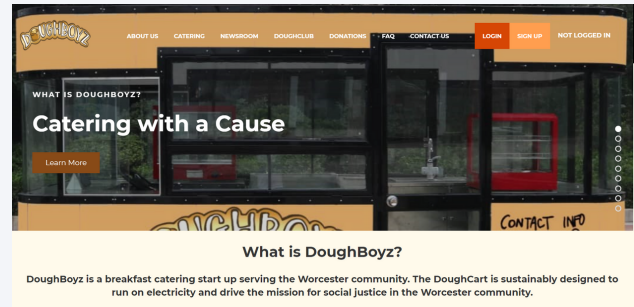 DOUGHBOYZ
ABOUT US CATERING NEWSROOM DOUGHCLUB DONATIONS FAQ CONTACT US LOGIN SIGN UP NOT LOGGED IN
WHAT IS DOUGHBOYZ?
Catering with a Cause
Learn More
CONTACT INFO
What is DoughBoyz?
DoughBoyz is a breakfast catering start up serving the Worcester community. The DoughCart is sustainably designed to
run on electricity and drive the mission for social justice in the Worcester community.